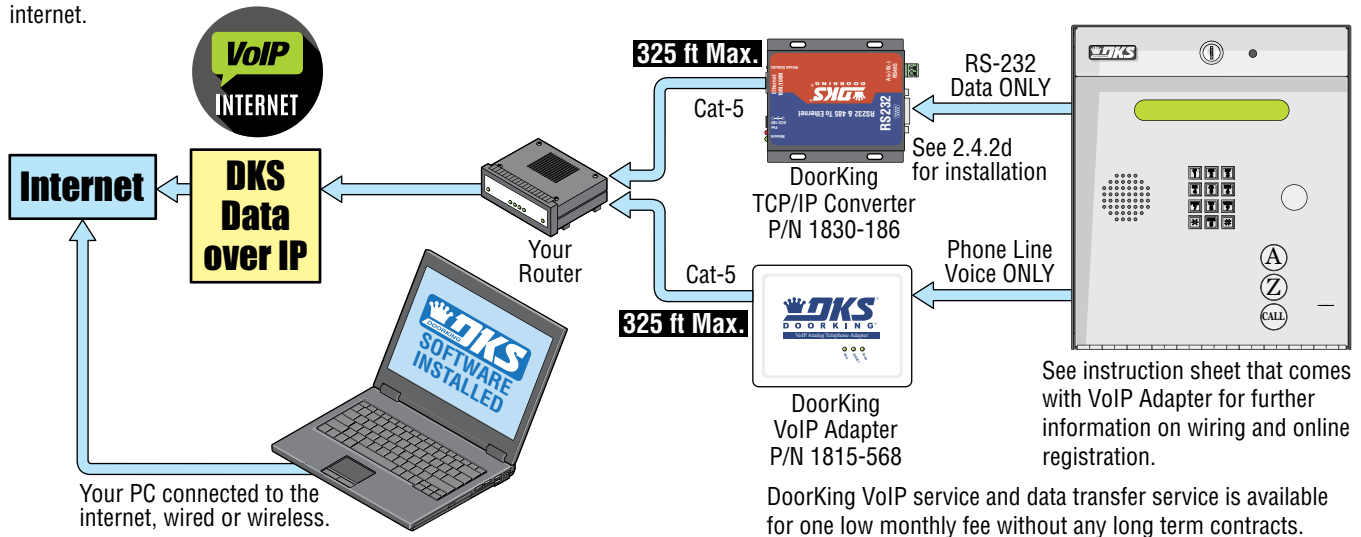 internet.
VoIP
INTERNET
Internet
DKS
Data
over IP
Your
Router
325 ft Max.
Cat-5
DKS
DOORKING
RS232 & 485 To Ethernet
RS232
RS-232
Data ONLY
See 2.4.2d
for installation
DoorKing
TCP/IP Converter
P/N 1830-186
Cat-5
325 ft Max.
DKS
DOORKING
VoIP Analog Telephone Adapter
DoorKing
VoIP Adapter
P/N 1815-568
Phone Line
Voice ONLY
DKS
A
Z
CALL
DKS
DOORKING
SOFTWARE
INSTALLED
Your PC connected to the
internet, wired or wireless.
See instruction sheet that comes
with VoIP Adapter for further
information on wiring and online
registration.
DoorKing VoIP service and data transfer service is available
for one low monthly fee without any long term contracts.